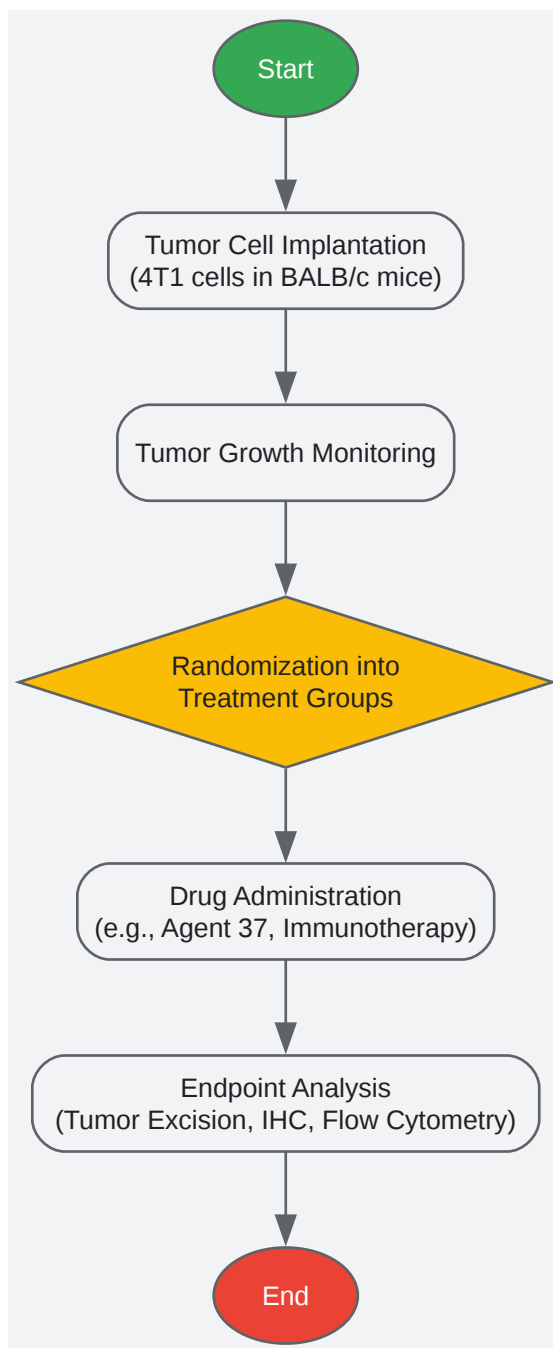 Start
Tumor Cell Implantation
(4T1 cells in BALB/c mice)
Tumor Growth Monitoring
Randomization into
Treatment Groups
Drug Administration
(e.g., Agent 37, Immunotherapy)
Endpoint Analysis
(Tumor Excision, IHC, Flow Cytometry)
End